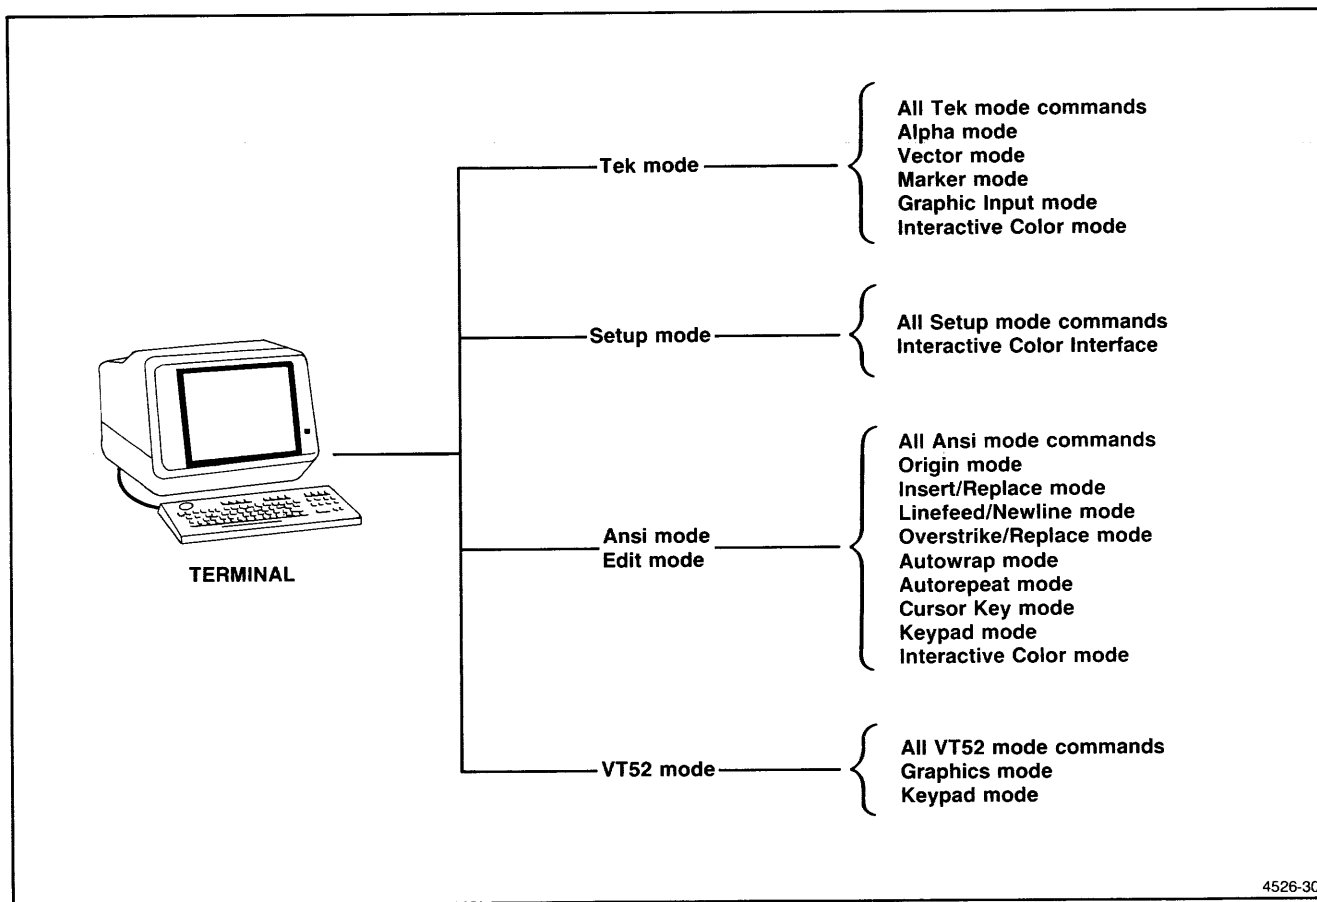 Tek mode
All Tek mode commands
Alpha mode
Vector mode
Marker mode
Graphic Input mode
Interactive Color mode
Setup mode
All Setup mode commands
Interactive Color Interface
TERMINAL
Ansi mode
Edit mode
All Ansi mode commands
Origin mode
Insert/Replace mode
Linefeed/Newline mode
Overstrike/Replace mode
Autowrap mode
Autorepeat mode
Cursor Key mode
Keypad mode
Interactive Color mode
VT52 mode
All VT52 mode commands
Graphics mode
Keypad mode
4526-30